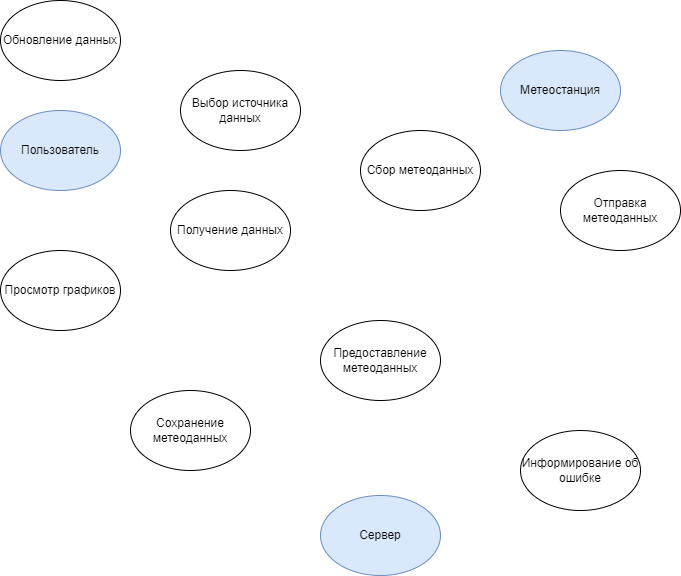 Обновление данных
Метеостанция
Выбор источника
данных
Пользователь
Сбор метеоданных
Отправка
метеоданных
Получение данных
Просмотр графиков
Предоставление
метеоданных
Сохранение
метеоданных
Информирование об
ошибке
Сервер